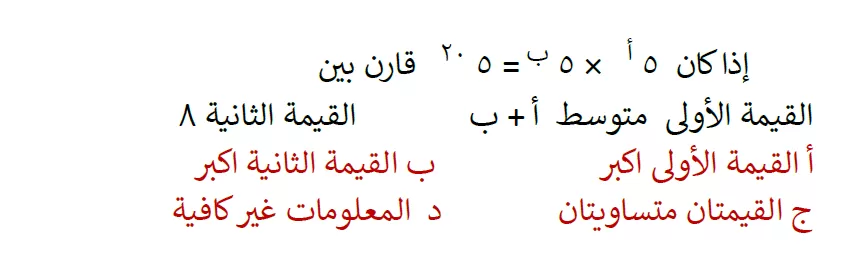 إذا كان ٥ أ × ٥ ب = ٥ ٢٠ قارن بين
القيمة الأولى متوسط أ + ب القيمة الثانية ٨
أ القيمة الأولى اكبر ب القيمة الثانية اكبر
ج القيمتان متساويتان د المعلومات غير كافية